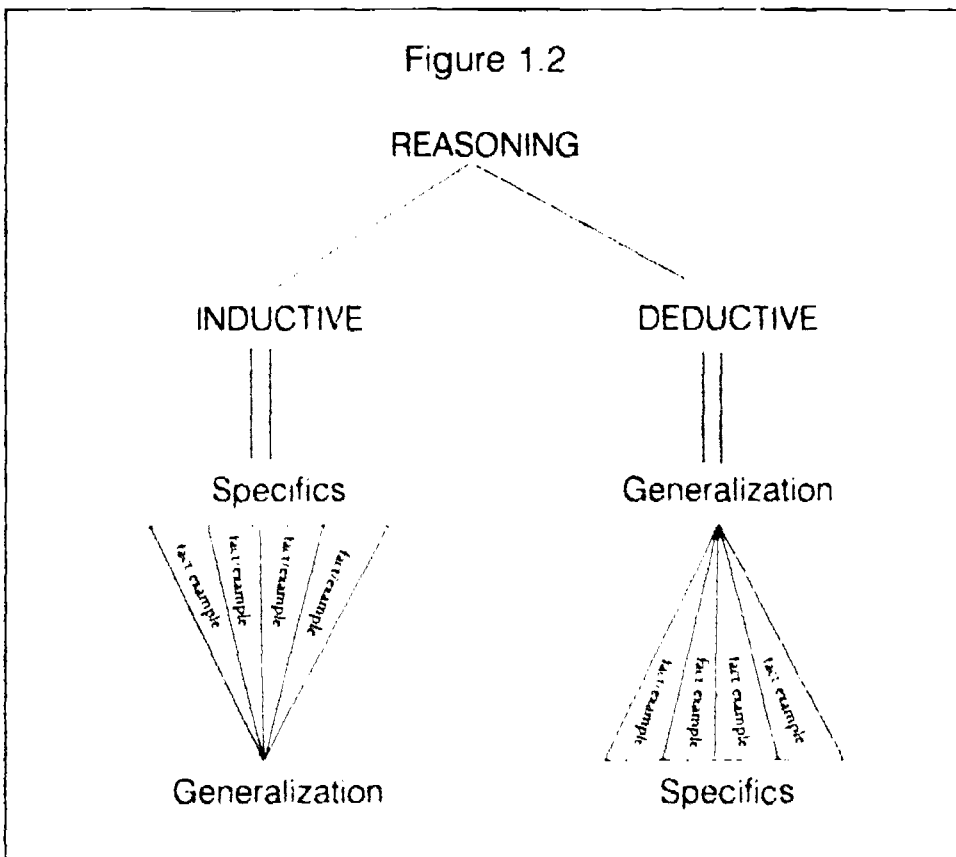 Figure 1.2
REASONING
INDUCTIVE
DEDUCTIVE
Specifics
Generalization
fact example
fact/example
fact/example
fact/example
fact/example
fact example
fact example
fact example
Generalization
Specifics